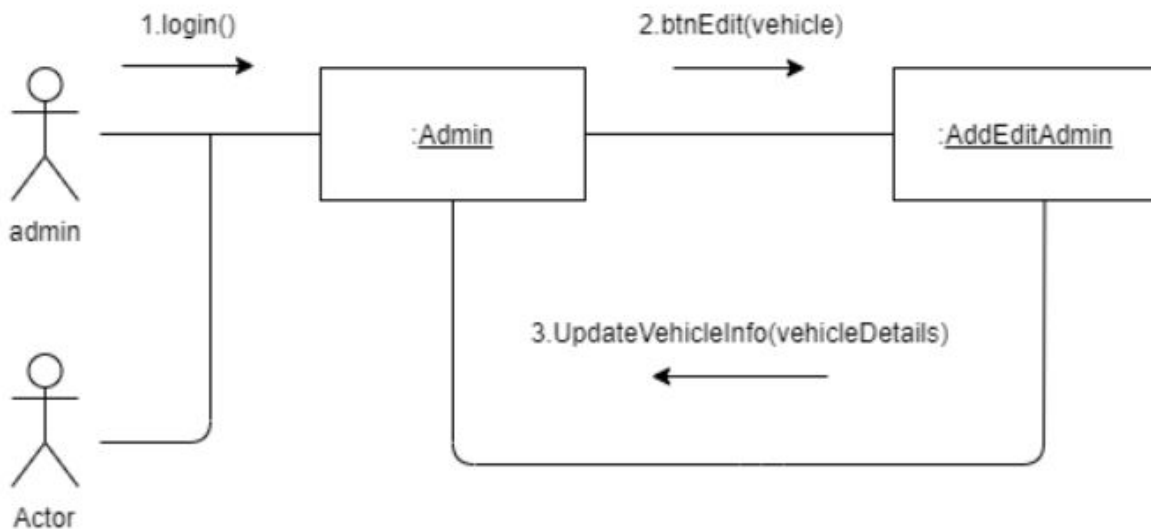 1.login()
2.btnEdit(vehicle)
:Admin
:AddEditAdmin
admin
3.UpdateVehicleInfo(vehicleDetails)
Actor